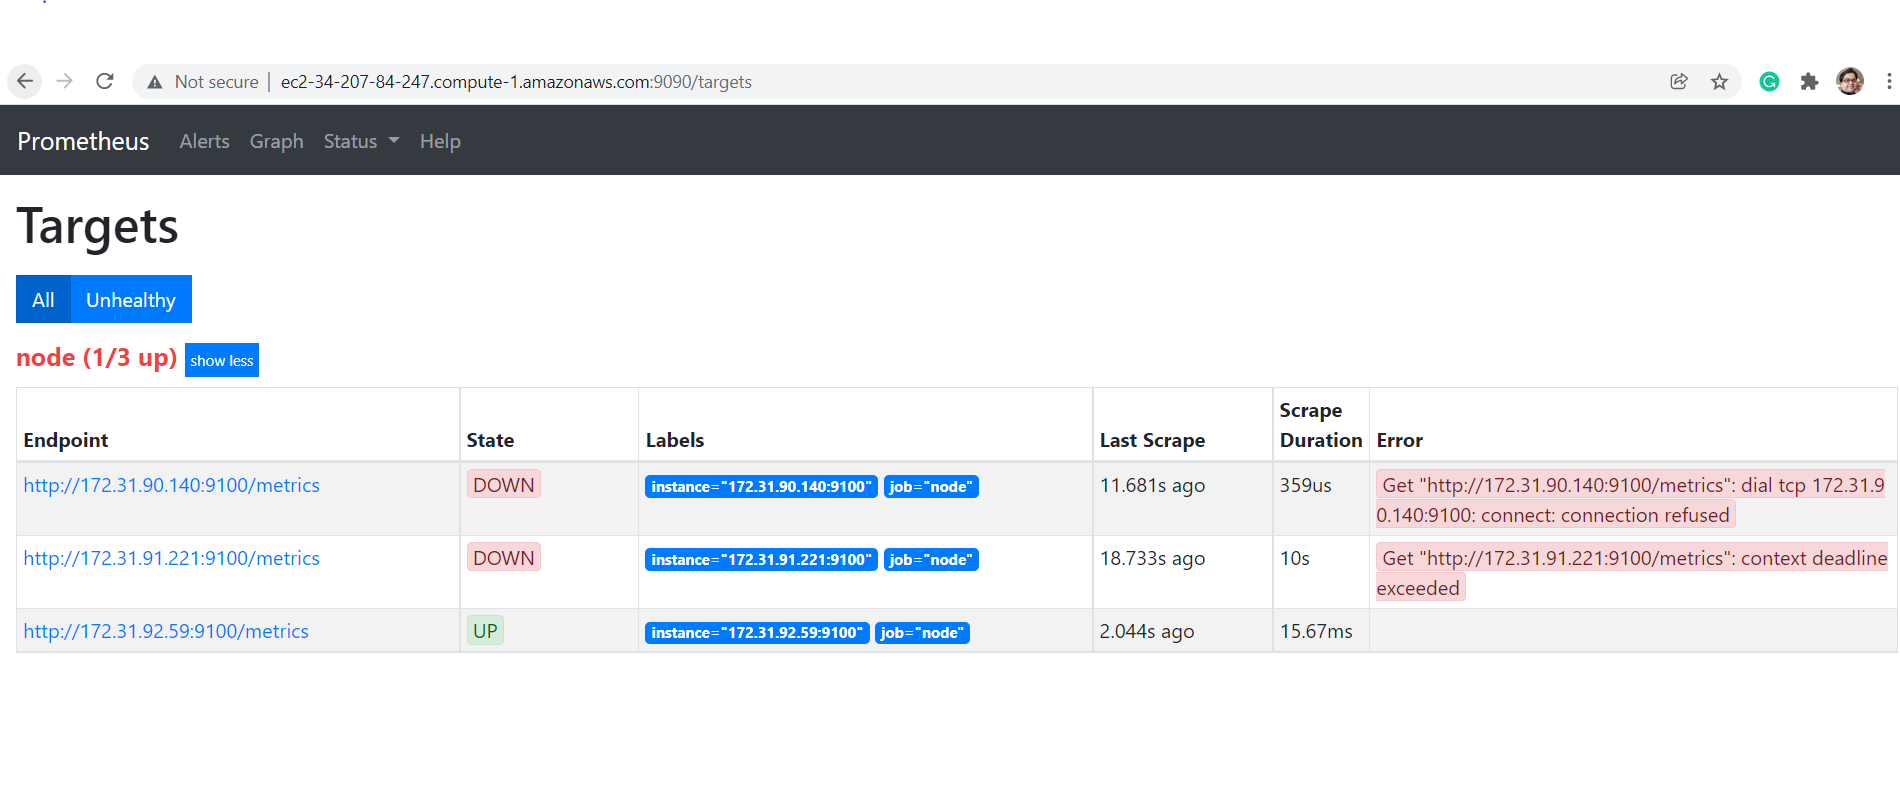 Not secure | ec2-34-207-84-247.compute-1.amazonaws.com:9090/targets
Prometheus Alerts Graph Status Help
Targets
All Unhealthy
node (1/3 up) show less
Endpoint State Labels Last Scrape Scrape Duration Error
http://172.31.90.140:9100/metrics DOWN instance="172.31.90.140:9100" job="node" 11.681s ago 359us Get "http://172.31.90.140:9100/metrics": dial tcp 172.31.9
0.140:9100: connect: connection refused
http://172.31.91.221:9100/metrics DOWN instance="172.31.91.221:9100" job="node" 18.733s ago 10s Get "http://172.31.91.221:9100/metrics": context deadline
exceeded
http://172.31.92.59:9100/metrics UP instance="172.31.92.59:9100" job="node" 2.044s ago 15.67ms